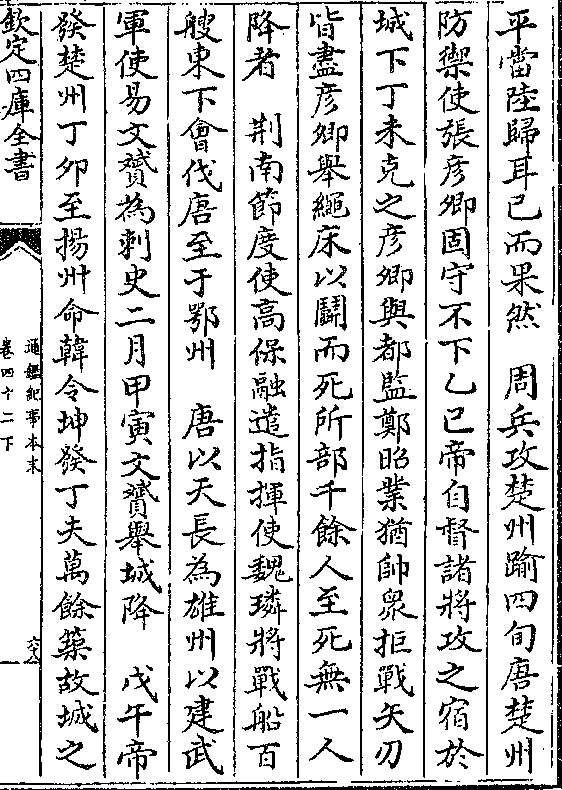 平當陸歸耳已而果然　周兵攻楚州踰四旬唐楚州
防禦使張彦卿固守不下乙巳帝自督諸將攻之宿於
城下丁未克之彦卿與都監鄭昭業猶帥衆拒戰矢刃
皆盡彦卿舉繩床以鬭而死所部千餘人至死無一人
降者　荆南節度使高保融遣指揮使魏璘將戰船百
艘東下會伐唐至于鄂州　唐以天長為雄州以建武
軍使易文贇為刺史二月甲寅文贇舉城降　戊午帝
發楚州丁卯至揚州命韓令坤發丁夫萬餘築故城之
欽定四庫全書
通鑑紀事本末
卷四十二下